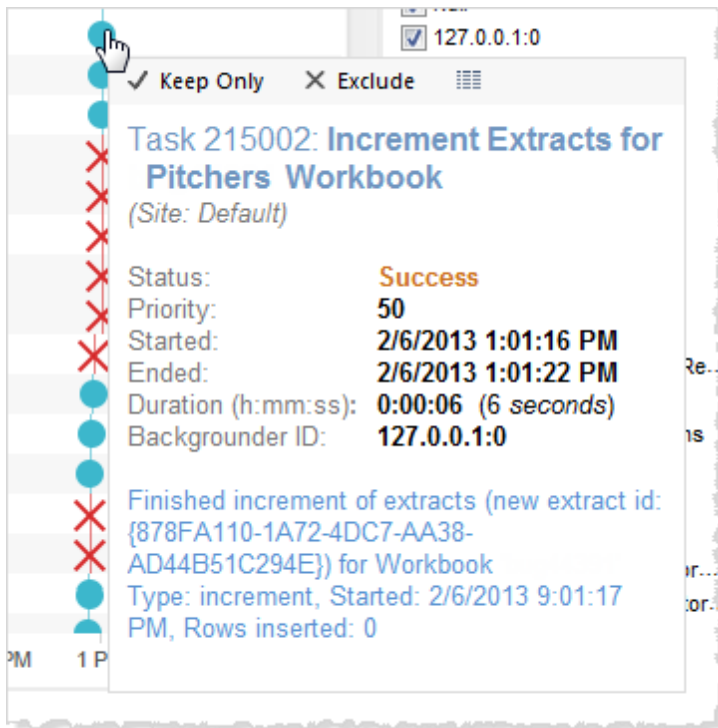 127.0.0.1:0
Keep Only Exclude
Task 215002: Increment Extracts for
Pitchers Workbook
(Site: Default)
Status: Success
Priority: 50
Started: 2/6/2013 1:01:16 PM
Ended: 2/6/2013 1:01:22 PM
Duration (h:mm:ss): 0:00:06 (6 seconds)
Backgrounder ID: 127.0.0.1:0
Finished increment of extracts (new extract id:
{878FA110-1A72-4DC7-AA38-
AD44B51C294E}) for Workbook
Type: increment, Started: 2/6/2013 9:01:17
PM, Rows inserted: 0
PM 1 P